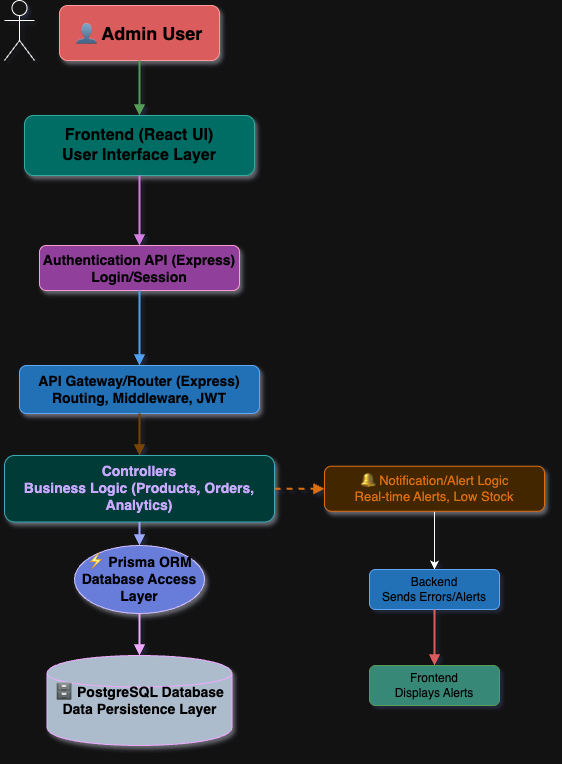 👤 Admin User
Frontend (React UI)
User Interface Layer
Authentication API (Express)
Login/Session
API Gateway/Router (Express)
Routing, Middleware, JWT
Controllers
Business Logic (Products, Orders,
Analytics)
🔔 Notification/Alert Logic
Real-time Alerts, Low Stock
⚡ Prisma ORM
Database Access
Layer
Backend
Sends Errors/Alerts
🗄️ PostgreSQL Database
Data Persistence Layer
Frontend
Displays Alerts